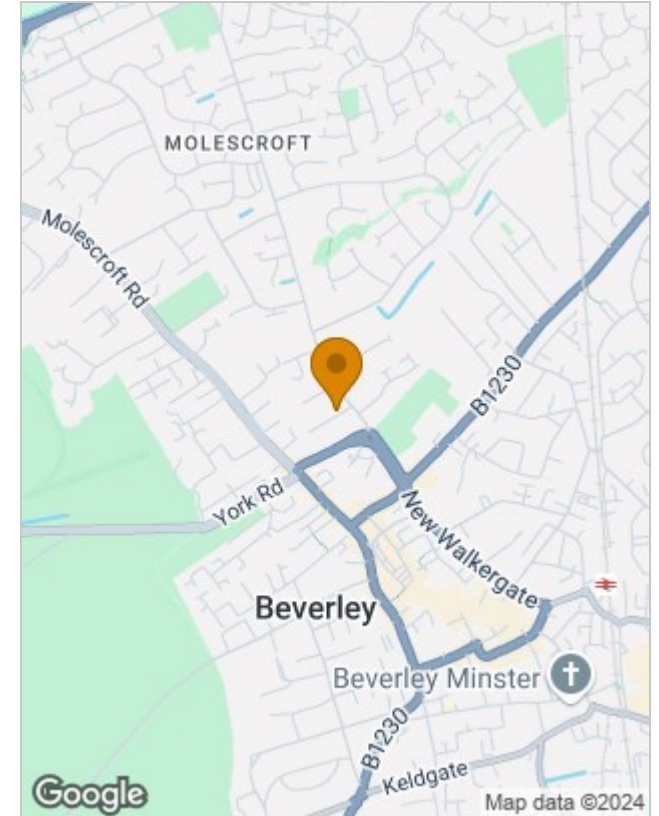 MOLESCROFT
Molescroft Rd
B1230
York Rd
New Walkergate
Beverley
Beverley Minster
B1230
Keldgate
Google
Map data ©2024